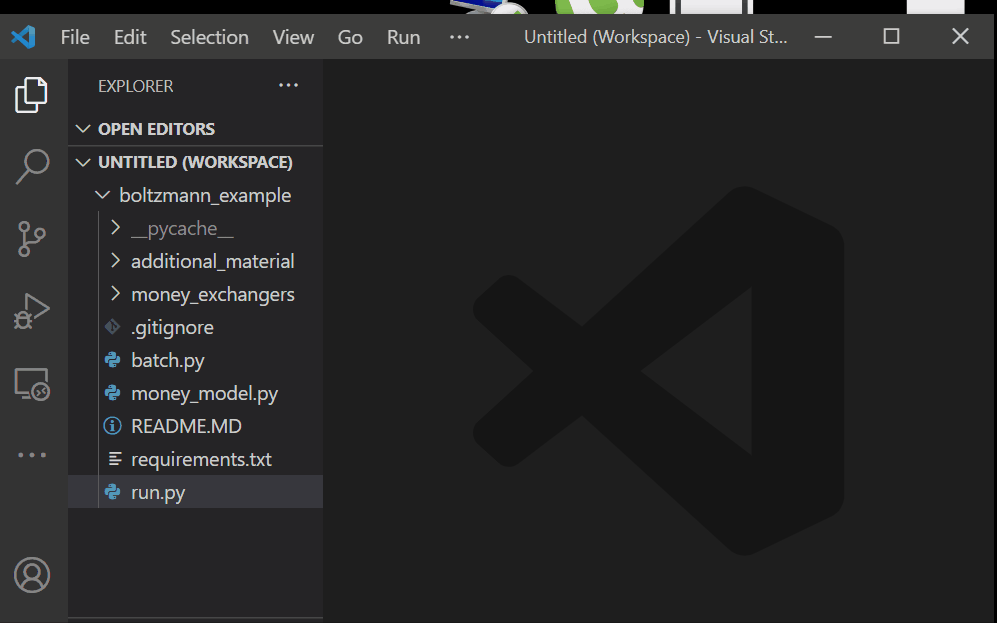 File Edit Selection View Go Run ··· Untitled (Workspace) - Visual St...
EXPLORER ···
OPEN EDITORS
UNTITLED (WORKSPACE)
boltzmann_example
__pycache__
additional_material
money_exchangers
.gitignore
batch.py
money_model.py
README.MD
requirements.txt
run.py